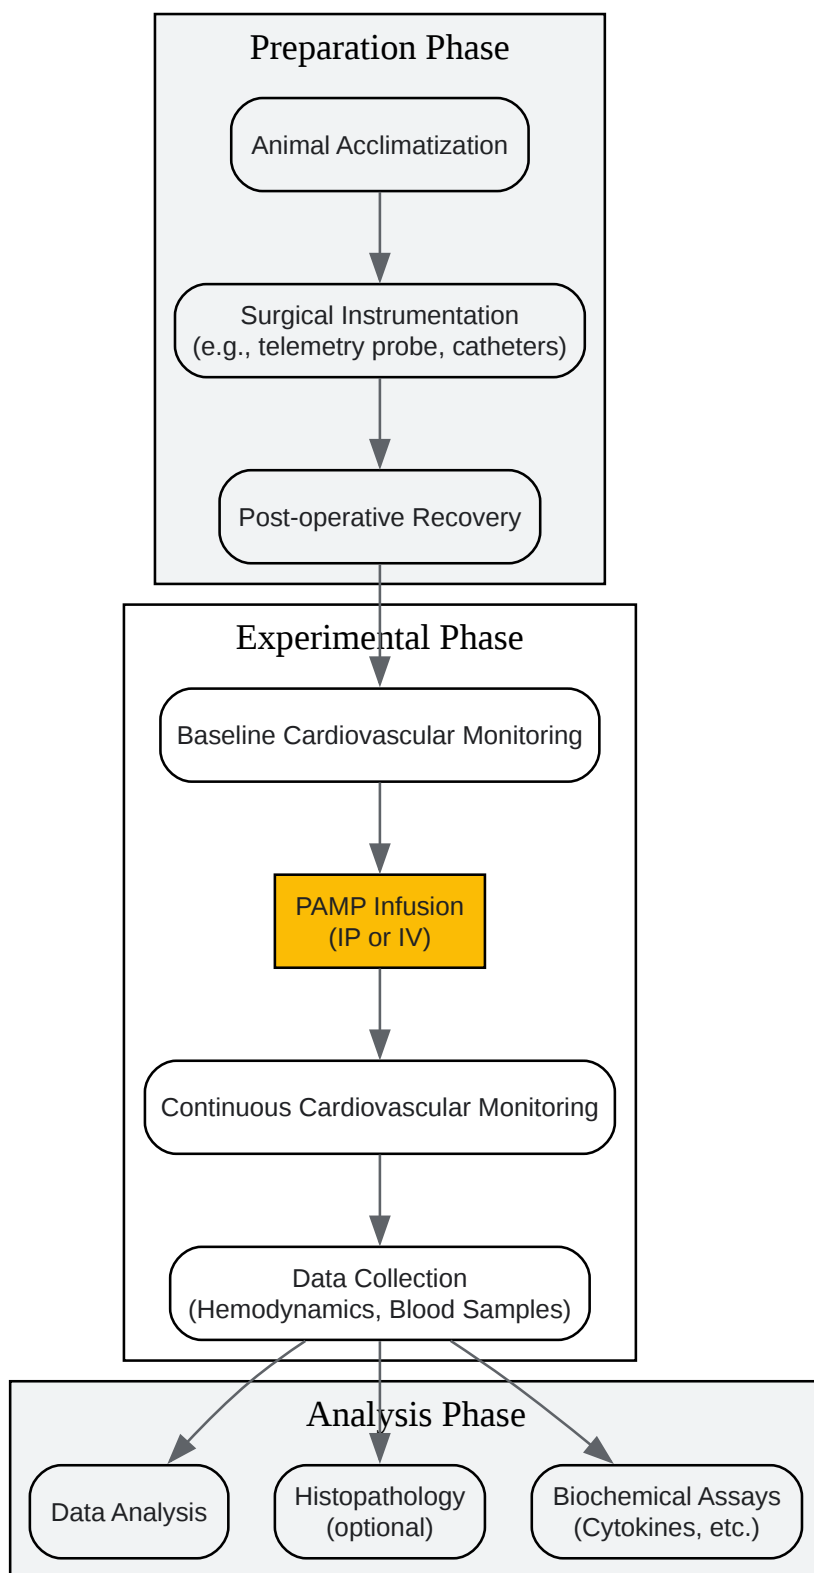 Preparation Phase
Animal Acclimatization
Surgical Instrumentation
(e.g., telemetry probe, catheters)
Post-operative Recovery
Experimental Phase
Baseline Cardiovascular Monitoring
PAMP Infusion
(IP or IV)
Continuous Cardiovascular Monitoring
Data Collection
(Hemodynamics, Blood Samples)
Analysis Phase
Data Analysis
Histopathology
(optional)
Biochemical Assays
(Cytokines, etc.)